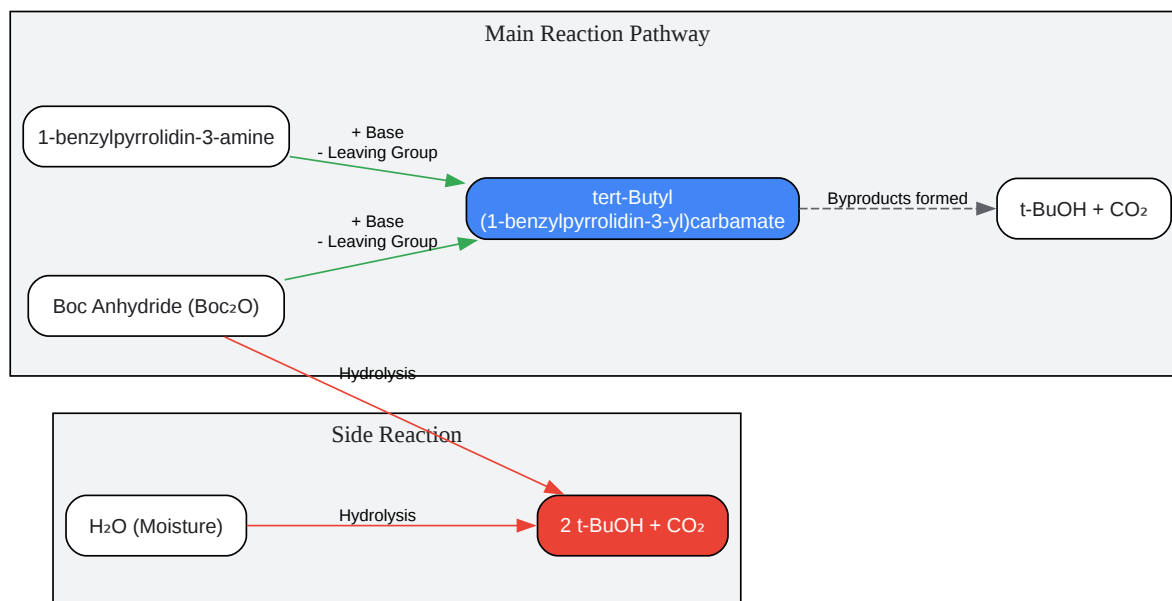 Main Reaction Pathway
1-benzylpyrrolidin-3-amine
+ Base
- Leaving Group
tert-Butyl
(1-benzylpyrrolidin-3-yl)carbamate
Byproducts formed
t-BuOH + CO₂
+ Base
- Leaving Group
Boc Anhydride (Boc₂O)
Hydrolysis
Side Reaction
H₂O (Moisture)
Hydrolysis
2 t-BuOH + CO₂